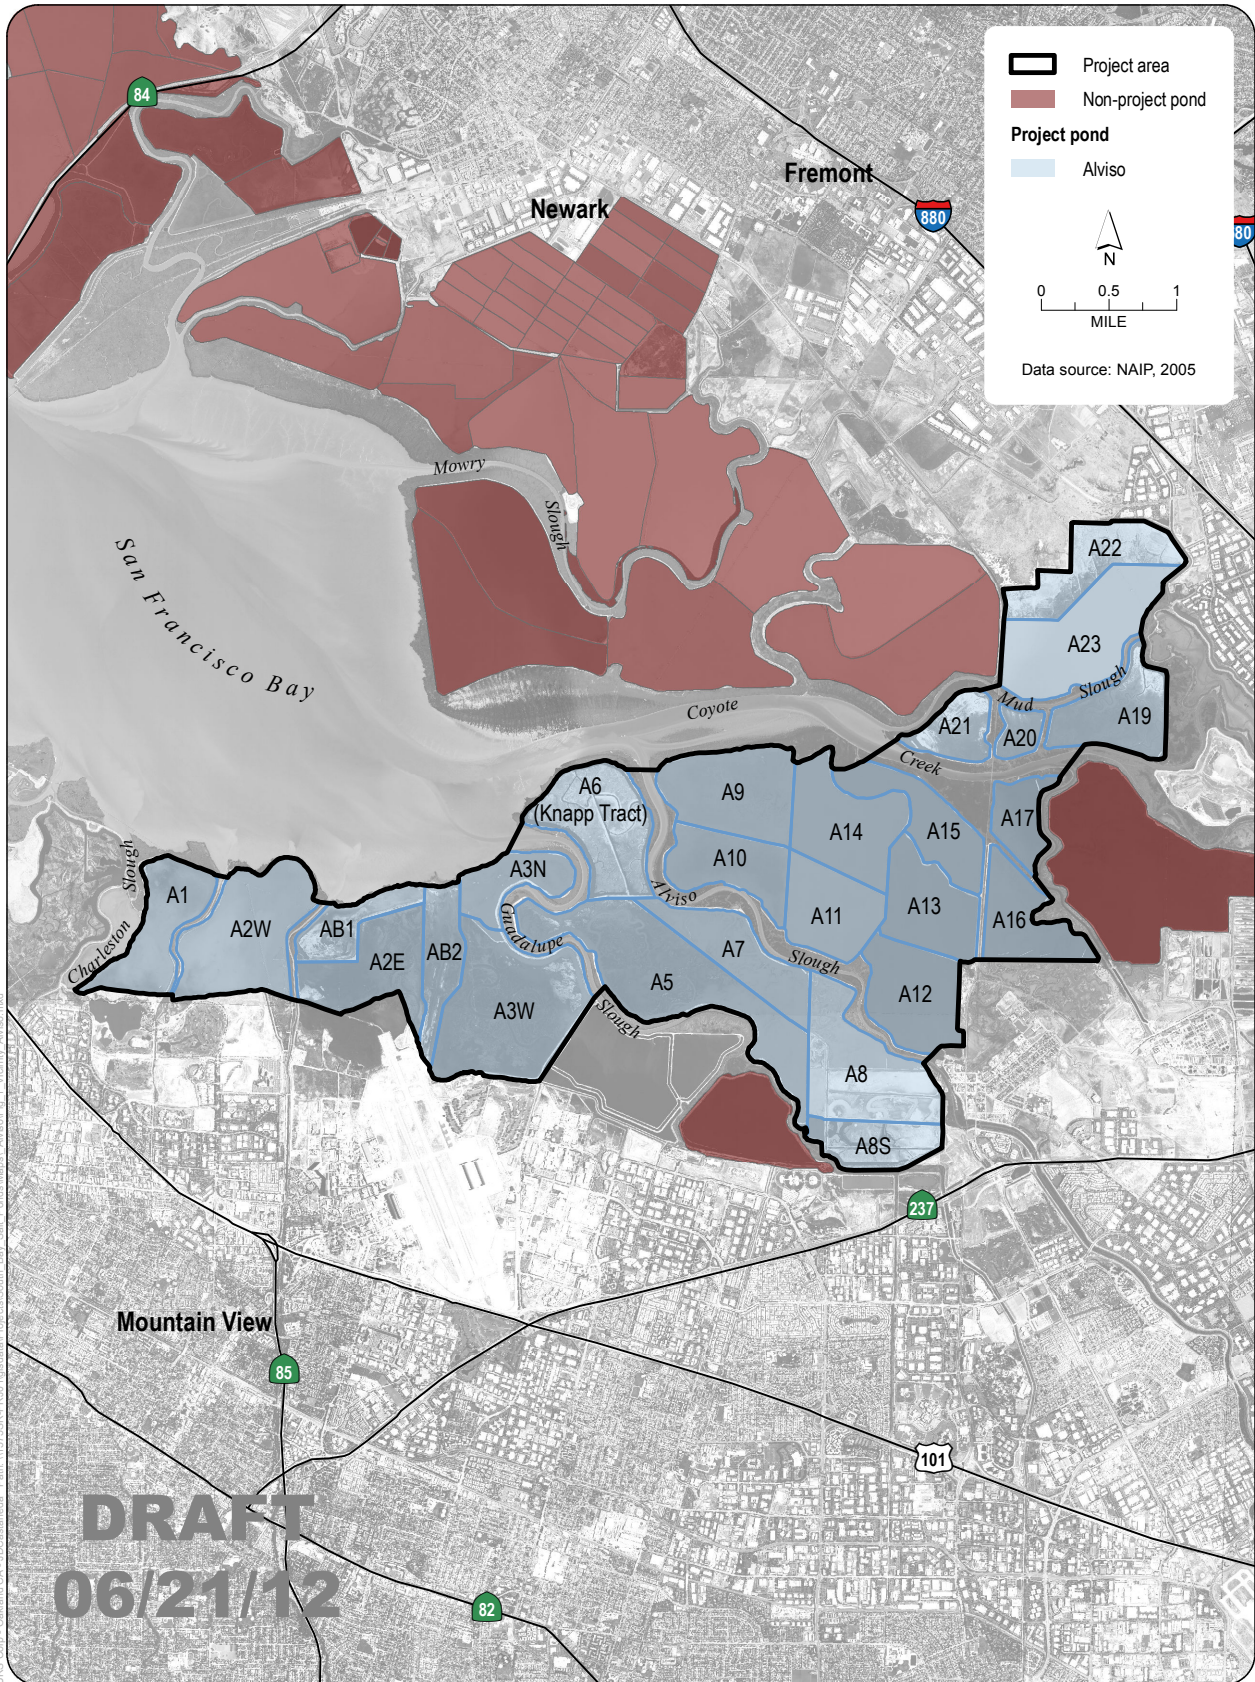 Project area
Non-project pond
Project pond
Alviso
N
0 0.5 1
MILE
Data source: NAIP, 2005
84
Fremont
Newark
880
80
Mowry
Slough
San Francisco Bay
A22
A23
Mud
Slough
A19
A20
A21
Coyote
Creek
A6
(Knapp Tract)
A9
A14
A15
A17
A10
A3N
Alviso
Slough
A11
A13
A16
Charleston
Slough
A1
A2W
AB1
A2E
AB2
Guadalupe
Slough
A7
A5
A3W
A12
A8
A8S
237
Mountain View
85
101
82
DRAFT
06/21/12